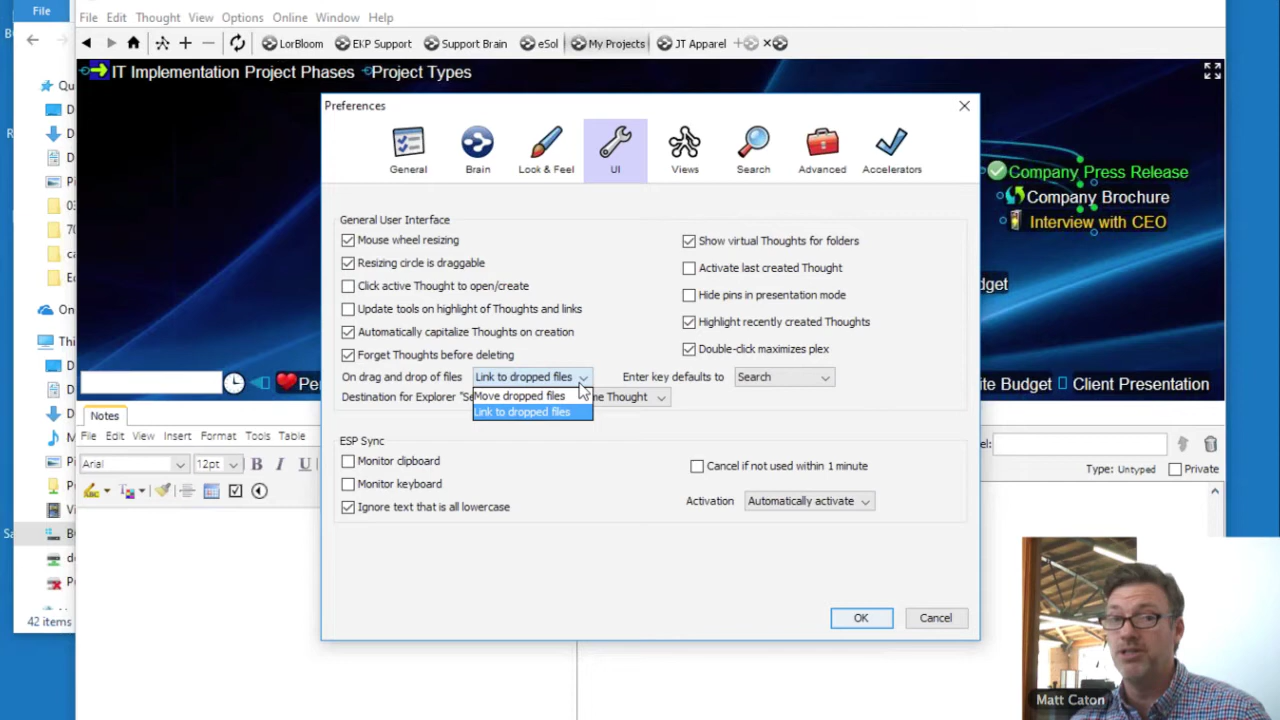 File
File Edit Thought View Options Online Window Help
LorBloom EKP Support Support Brain eSol My Projects JT Apparel
IT Implementation Project Phases Project Types
Preferences
General Brain Look & Feel UI Views Search Advanced Accelerators
Company Press Release
Company Brochure
Interview with CEO
General User Interface
Mouse wheel resizing
Show virtual Thoughts for folders
Resizing circle is draggable
Activate last created Thought
Click active Thought to open/create
Hide pins in presentation mode
Update tools on highlight of Thoughts and links
Highlight recently created Thoughts
Automatically capitalize Thoughts on creation
Double-click maximizes plex
Forget Thoughts before deleting
On drag and drop of files Link to dropped files Enter key defaults to Search
Move dropped files
Link to dropped files
Destination for Explorer "Se me Thought
Client Presentation
Notes
File Edit View Insert Format Tools Table
Arial 12pt B I U
ESP Sync
Monitor clipboard
Cancel if not used within 1 minute
Monitor keyboard
Activation Automatically activate
Ignore text that is all lowercase
Type: Untyped Private
OK Cancel
42 items
Matt Caton